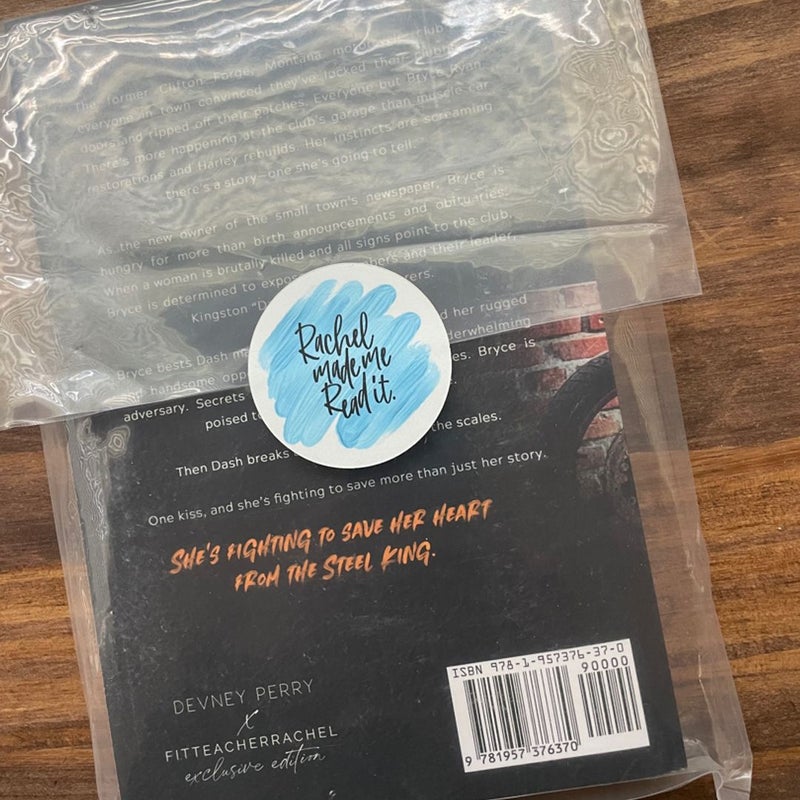 The former Clifton Forge, Montana motorcycle club
everyone in town convinced they've locked their clubhouse
doors and ripped off their patches. Everyone but Bryce Ryan.
There's more happening at the club's garage than muscle car
restorations and Harley rebuilds. Her instincts are screaming
there's a story—one she's going to tell.
As the new owner of the small town's newspaper, Bryce is
hungry for more than birth announcements and obituaries.
When a woman is brutally killed and all signs point to the club,
Bryce is determined to expose and their leader,
Kingston
Bryce bests Dash and her rugged
and handsome
adversary. Secrets Bryce is
poised
Then Dash breaks the scales.
One kiss, and she's fighting to save more than just her story.
SHE'S FIGHTING TO SAVE HER HEART
FROM THE STEEL KING.
Rachel
made me
Read it.
DEVNEY PERRY
X
FITTEACHERRACHEL
exclusive edition
ISBN 978-1-957376-37-0
90000
9 781957 376370